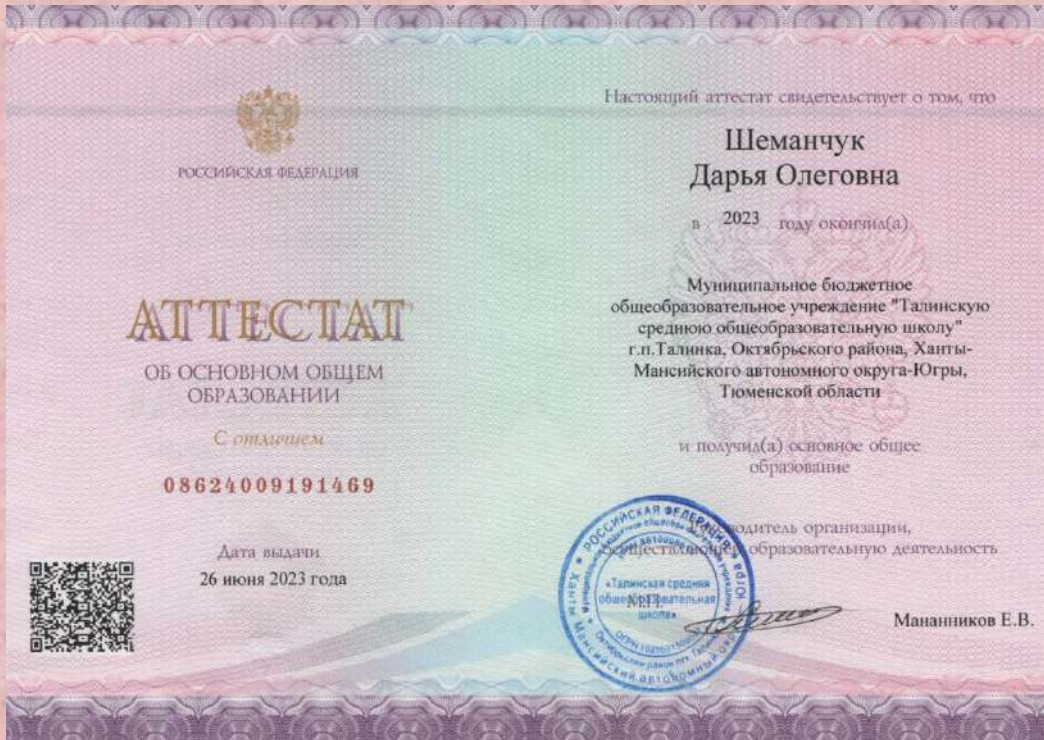 РОССИЙСКАЯ ФЕДЕРАЦИЯ
АТТЕСТАТ
ОБ ОСНОВНОМ ОБЩЕМ
ОБРАЗОВАНИИ
С отличием
08624009191469
Дата выдачи
26 июня 2023 года
Настоящий аттестат свидетельствует о том, что
Шеманчук
Дарья Олеговна
в 2023 году окончил(а)
Муниципальное бюджетное
общеобразовательное учреждение "Талинскую
среднюю общеобразовательную школу"
г.п.Талинка, Октябрьского района, Ханты-
Мансийского автономного округа-Югры,
Тюменской области
и получил(а) основное общее
образование
Руководитель организации,
осуществляющей образовательную деятельность
М.П.
Мананников Е.В.
РОССИЙСКАЯ ФЕДЕРАЦИЯ
Ханты Мансийский автономный
«Талинская средняя
общеобразовательная
школа»